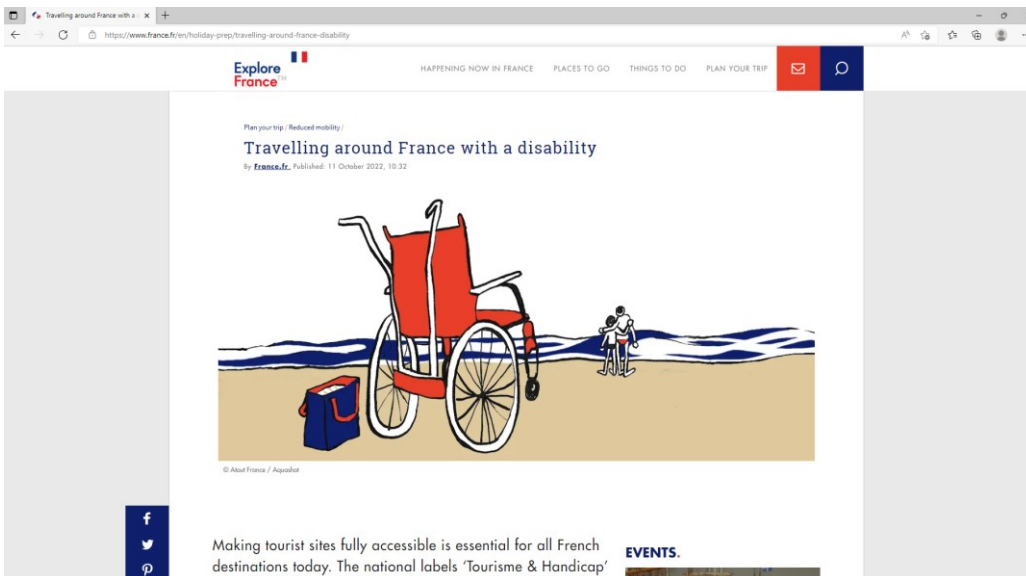 Travelling around France with a
https://www.france.fr/en/holiday-prep/travelling-around-france-disability
Explore
France™
HAPPENING NOW IN FRANCE PLACES TO GO THINGS TO DO PLAN YOUR TRIP
Plan your trip / Reduced mobility /
Travelling around France with a disability
By France.fr, Published: 11 October 2022, 10:32
© Atout France / Aquashot
Making tourist sites fully accessible is essential for all French
destinations today. The national labels ‘Tourisme & Handicap’
EVENTS.